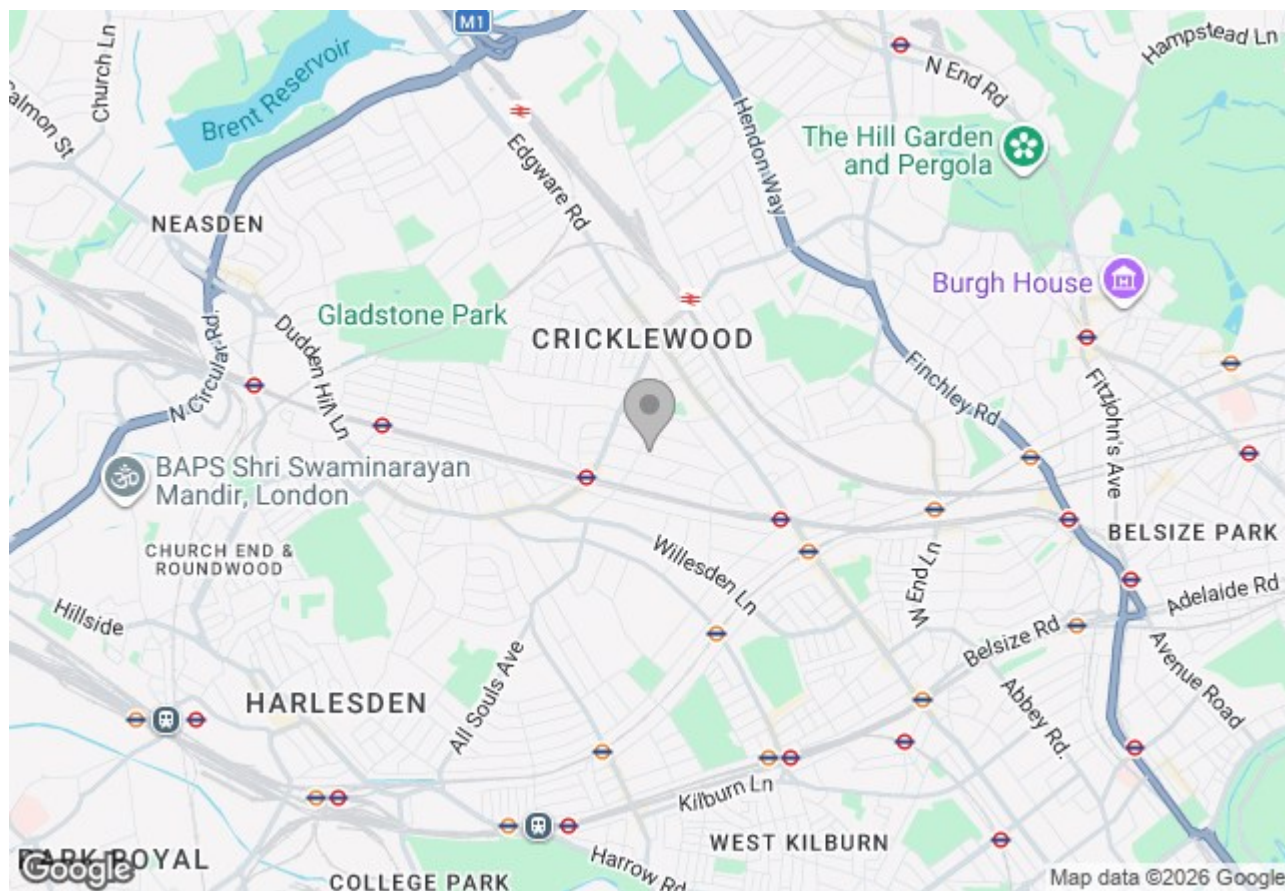 M1
Church Ln
Hampstead Ln
N End Rd
Brent Reservoir
Salmon St
Edgware Rd
Hendon Way
The Hill Garden
and Pergola
NEASDEN
Burgh House
Gladstone Park
CRICKLEWOOD
N Circular Rd.
Dudden Hill Ln
Finchley Rd
Fitzjohn's Ave
BAPS Shri Swaminarayan
Mandir, London
CHURCH END &
ROUNDWOOD
Willesden Ln
W End Ln
BELSIZE PARK
Adelaide Rd
Hillside
Belsize Rd
Avenue Road
HARLESDEN
All Souls Ave
Abbey Rd.
Kilburn Ln
WEST KILBURN
PARK ROYAL
Google
COLLEGE PARK
Harrow Rd
Map data ©2026 Google